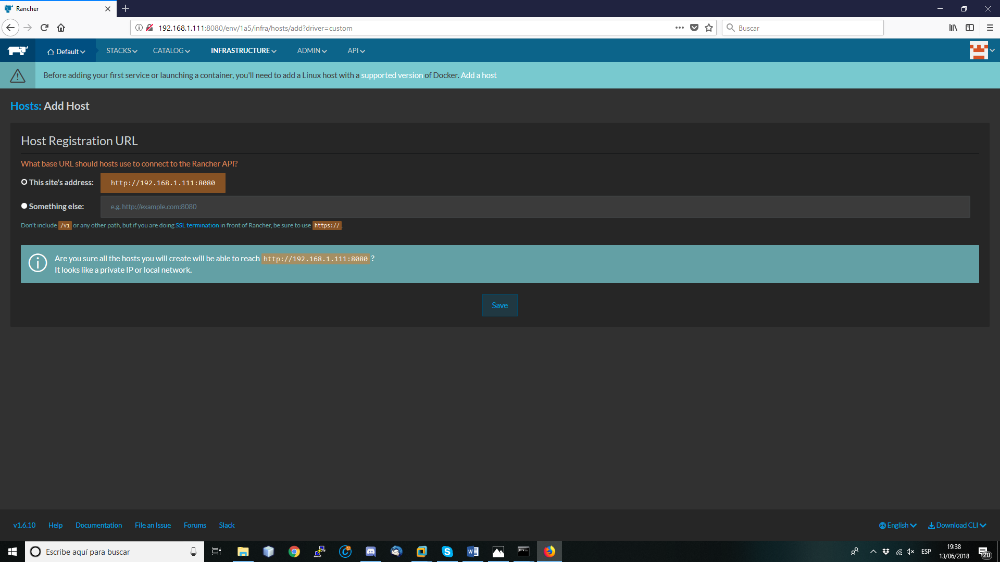 Rancher
192.168.1.111:8080/env/1a5/infra/hosts/add?driver=custom
Buscar
Default STACKS CATALOG INFRASTRUCTURE ADMIN API
Before adding your first service or launching a container, you'll need to add a Linux host with a supported version of Docker. Add a host
Hosts: Add Host
Host Registration URL
What base URL should hosts use to connect to the Rancher API?
This site's address: http://192.168.1.111:8080
Something else: e.g. http://example.com:8080
Don't include /v1 or any other path, but if you are doing SSL termination in front of Rancher, be sure to use https:// .
Are you sure all the hosts you will create will be able to reach http://192.168.1.111:8080 ?
It looks like a private IP or local network.
Save
v1.6.10 Help Documentation File an Issue Forums Slack English Download CLI
Escribe aquí para buscar
ESP
19:38
13/06/2018
20